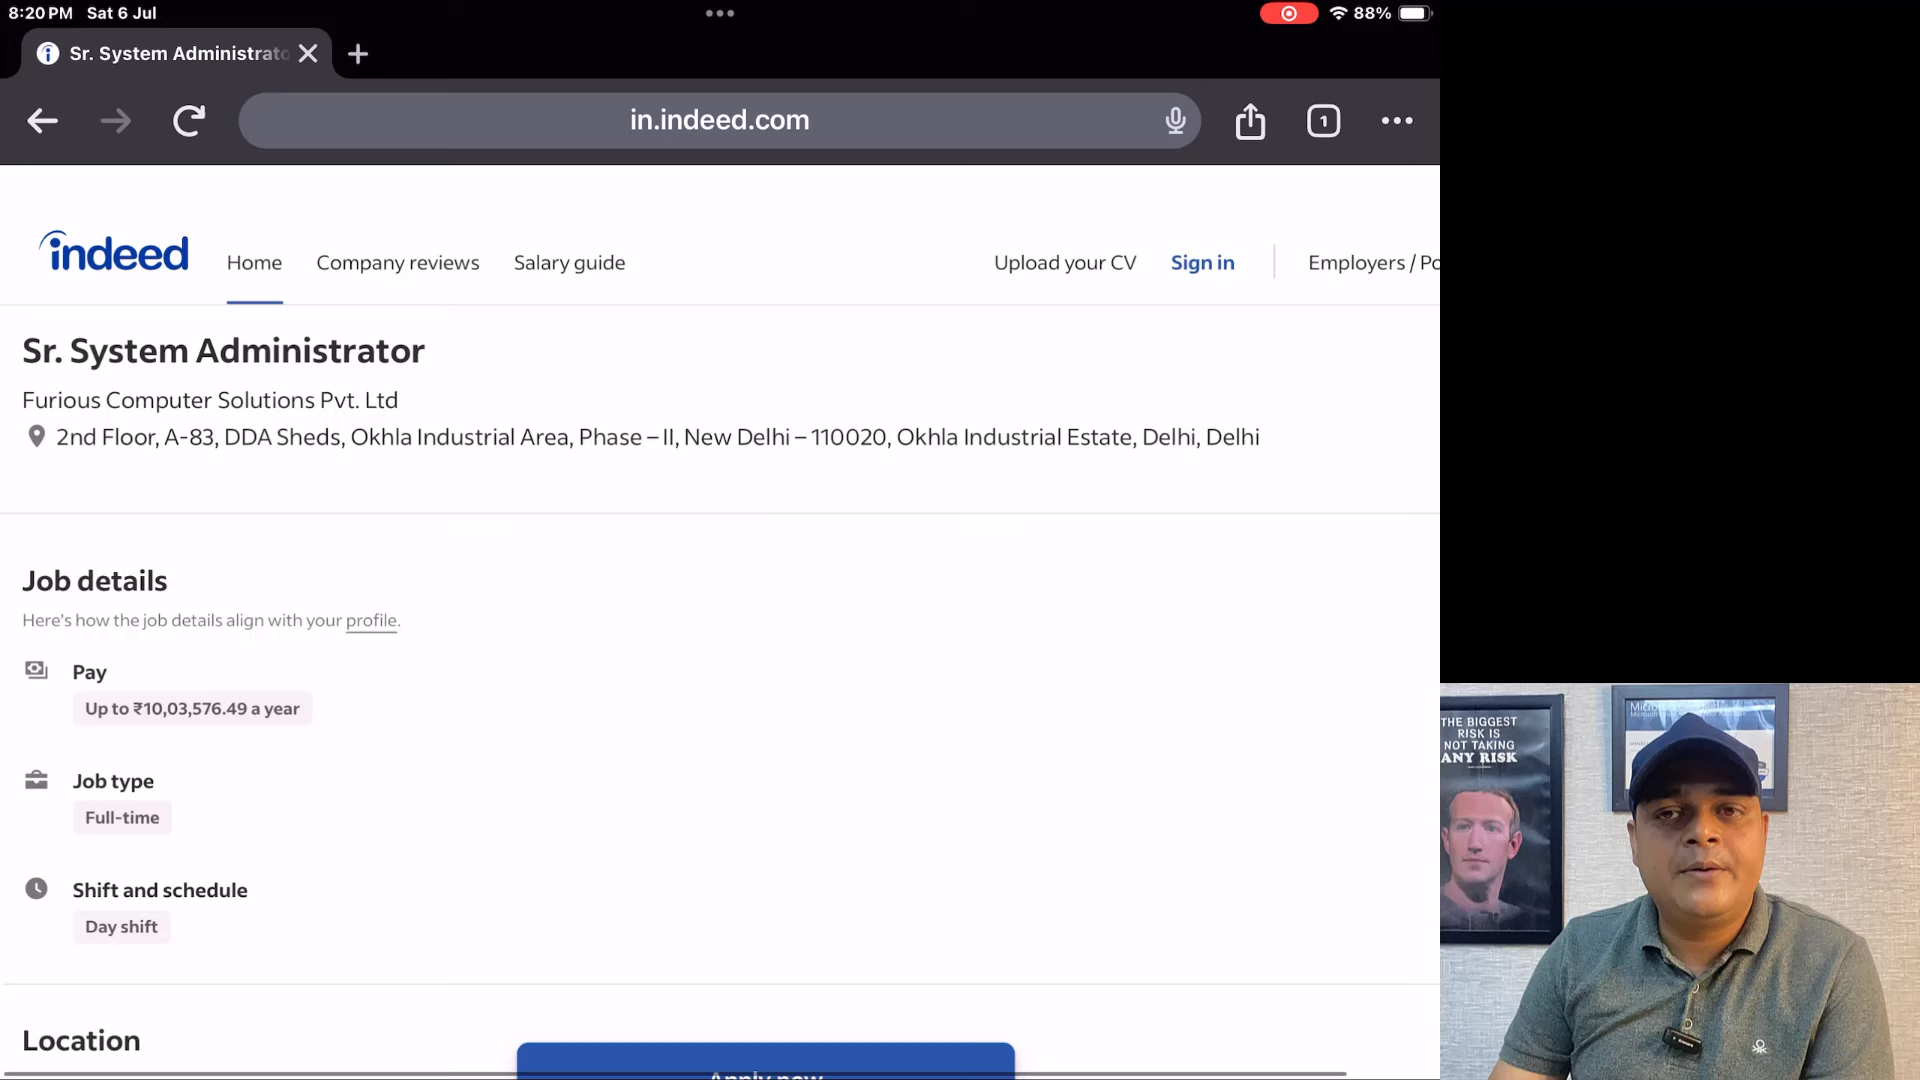 8:20 PM Sat 6 Jul
88%
Sr. System Administrato
in.indeed.com
1
indeed
Home
Company reviews
Salary guide
Upload your CV
Sign in
Employers / Po
Sr. System Administrator
Furious Computer Solutions Pvt. Ltd
2nd Floor, A-83, DDA Sheds, Okhla Industrial Area, Phase – II, New Delhi – 110020, Okhla Industrial Estate, Delhi, Delhi
Job details
Here's how the job details align with your profile.
Pay
Up to ₹10,03,576.49 a year
Job type
Full-time
Shift and schedule
Day shift
Location
Apply now
THE BIGGEST
RISK IS
NOT TAKING
ANY RISK